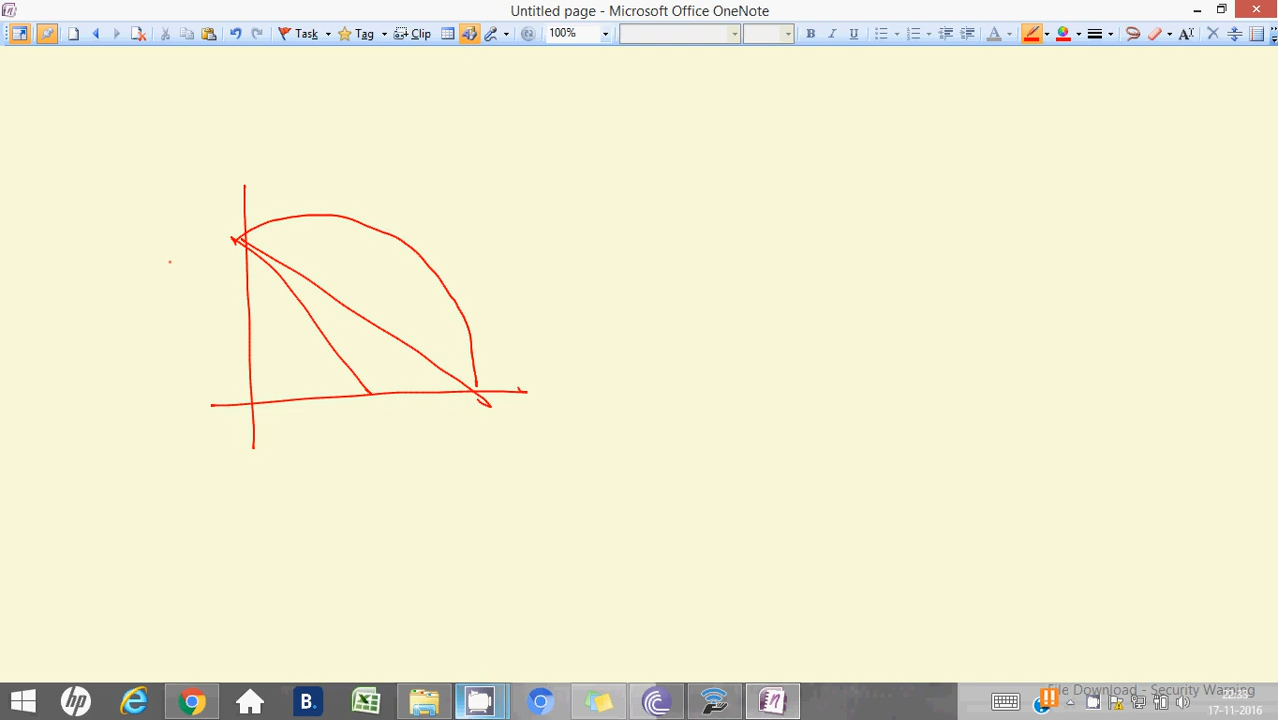 Untitled page - Microsoft Office OneNote
Task Tag Clip 100% B I U A A
B.
File Download - Security Warning
17-11-2016